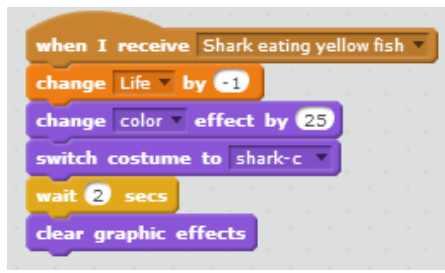 when I receive Shark eating yellow fish
change Life by -1
change color effect by 25
switch costume to shark-c
wait 2 secs
clear graphic effects